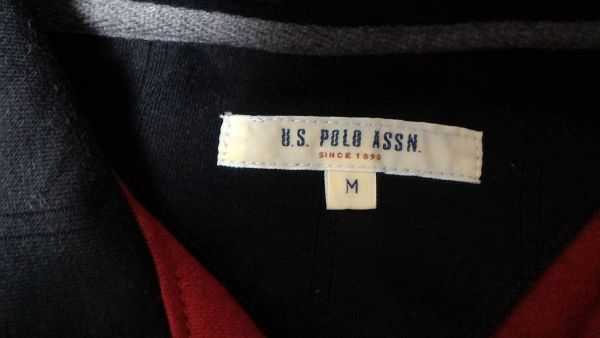 U.S. POLO ASSN.
SINCE 1890
M